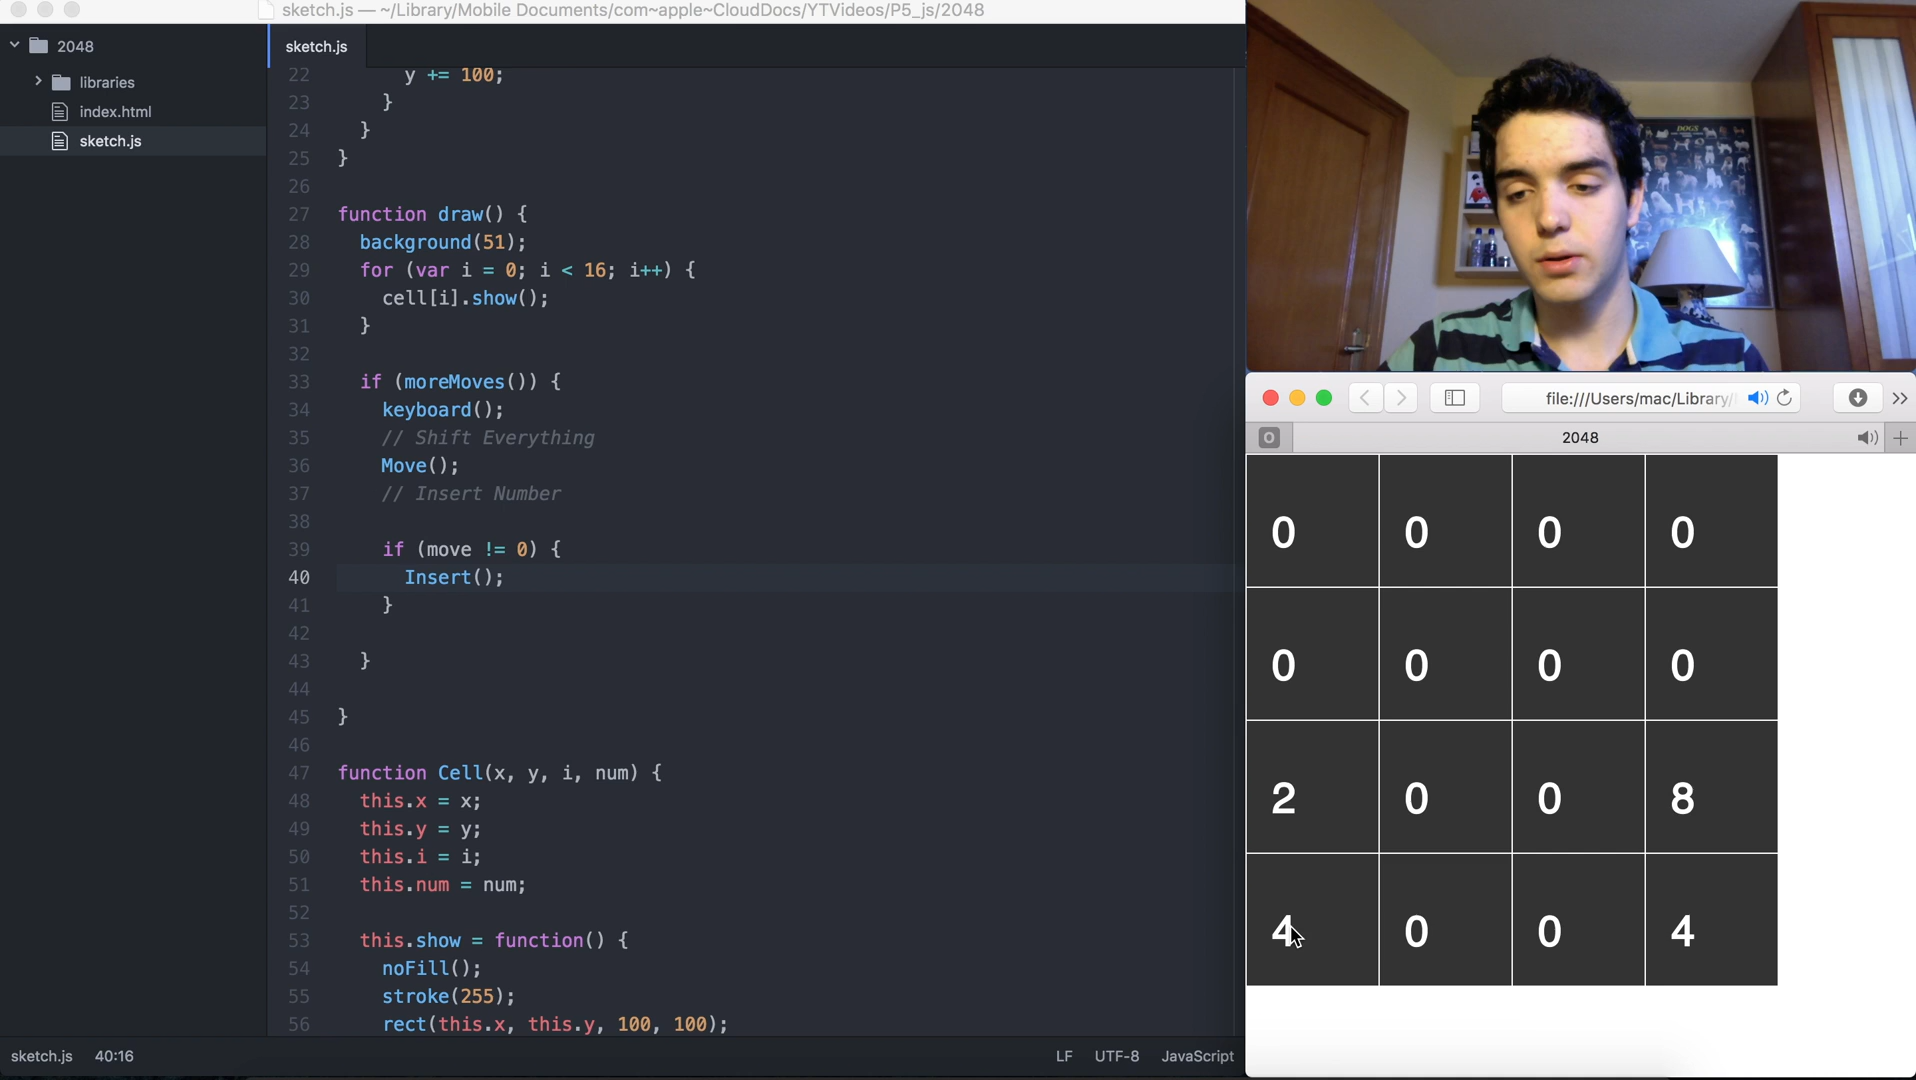 sketch.js — ~/Library/Mobile Documents/com~apple~CloudDocs/YTVideos/P5_js/2048
2048
libraries
index.html
sketch.js
sketch.js
22 y += 100;
23 }
24 }
25 }
26
27 function draw() {
28 background(51);
29 for (var i = 0; i < 16; i++) {
30 cell[i].show();
31 }
32
33 if (moreMoves()) {
34 keyboard();
35 // Shift Everything
36 Move();
37 // Insert Number
38
39 if (move != 0) {
40 Insert();
41 }
42
43 }
44
45 }
46
47 function Cell(x, y, i, num) {
48 this.x = x;
49 this.y = y;
50 this.i = i;
51 this.num = num;
52
53 this.show = function() {
54 noFill();
55 stroke(255);
56 rect(this.x, this.y, 100, 100);
sketch.js 40:16 LF UTF-8 JavaScript
DOGS
file:///Users/mac/Library/
O 2048
0 0 0 0
0 0 0 0
2 0 0 8
4 0 0 4